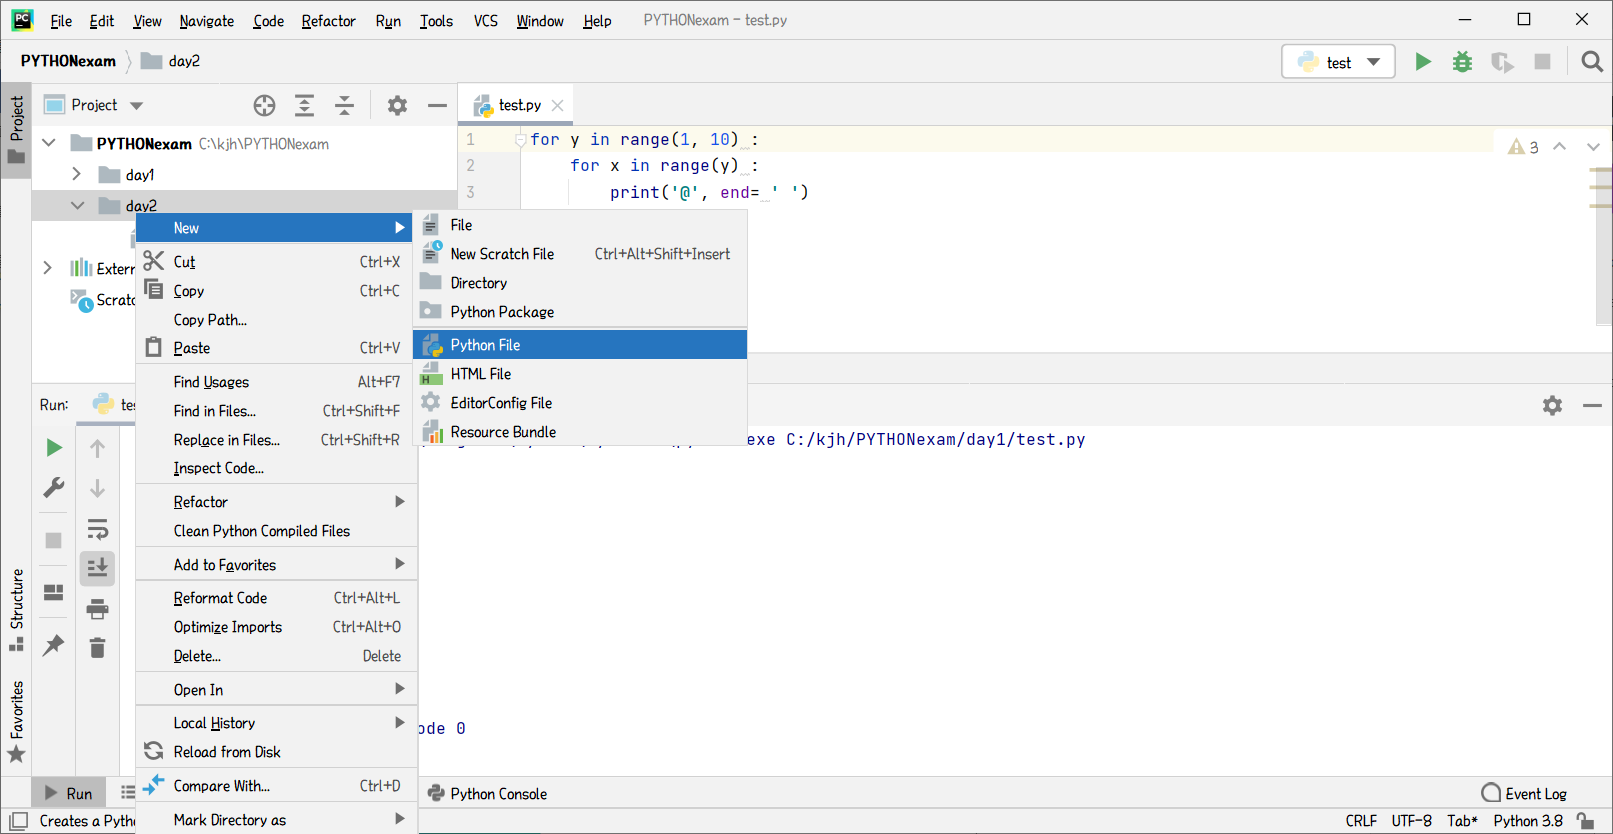 PC File Edit View Navigate Code Refactor Run Tools VCS Window Help PYTHONexam - test.py
PYTHONexam day2 test
Project
Project
test.py
PYTHONexam C:\kjh\PYTHONexam
day1
day2
1 for y in range(1, 10) :
2 for x in range(y) :
3 print('@', end= ' ')
3
Extern
Scratc
New
Cut Ctrl+X
Copy Ctrl+C
Copy Path...
Paste Ctrl+V
Find Usages Alt+F7
Find in Files... Ctrl+Shift+F
Replace in Files... Ctrl+Shift+R
Inspect Code...
Refactor
Clean Python Compiled Files
Add to Favorites
Reformat Code Ctrl+Alt+L
Optimize Imports Ctrl+Alt+O
Delete... Delete
Open In
Local History
Reload from Disk
Compare With... Ctrl+D
Mark Directory as
File
New Scratch File Ctrl+Alt+Shift+Insert
Directory
Python Package
Python File
HTML File
EditorConfig File
Resource Bundle
Run: tes
exe C:/kjh/PYTHONexam/day1/test.py
ode 0
Structure
Favorites
Run Python Console Event Log
Creates a Pytho CRLF UTF-8 Tab* Python 3.8